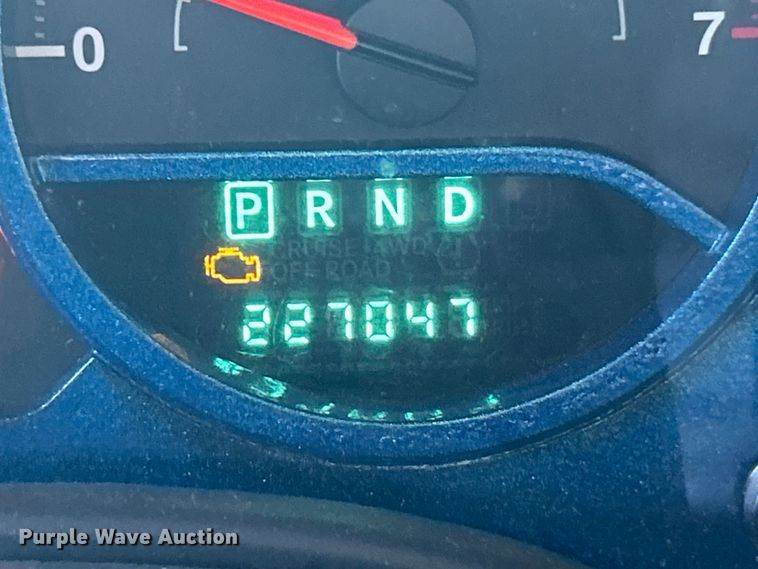 0 7
P R N D
CRUISE AWD
OFF ROAD
227047
Purple Wave Auction